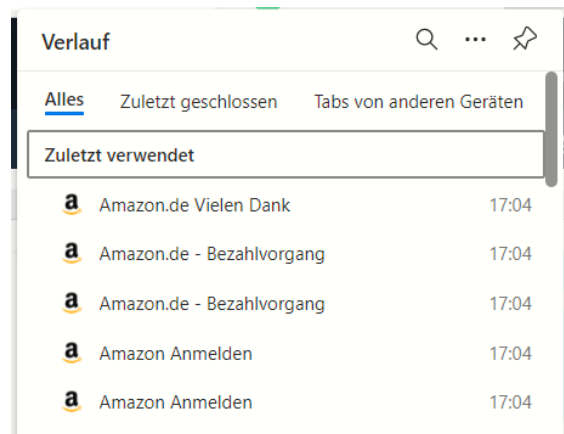 Verlauf
Alles Zuletzt geschlossen Tabs von anderen Geräten
Zuletzt verwendet
Amazon.de Vielen Dank 17:04
Amazon.de - Bezahlvorgang 17:04
Amazon.de - Bezahlvorgang 17:04
Amazon Anmelden 17:04
Amazon Anmelden 17:04